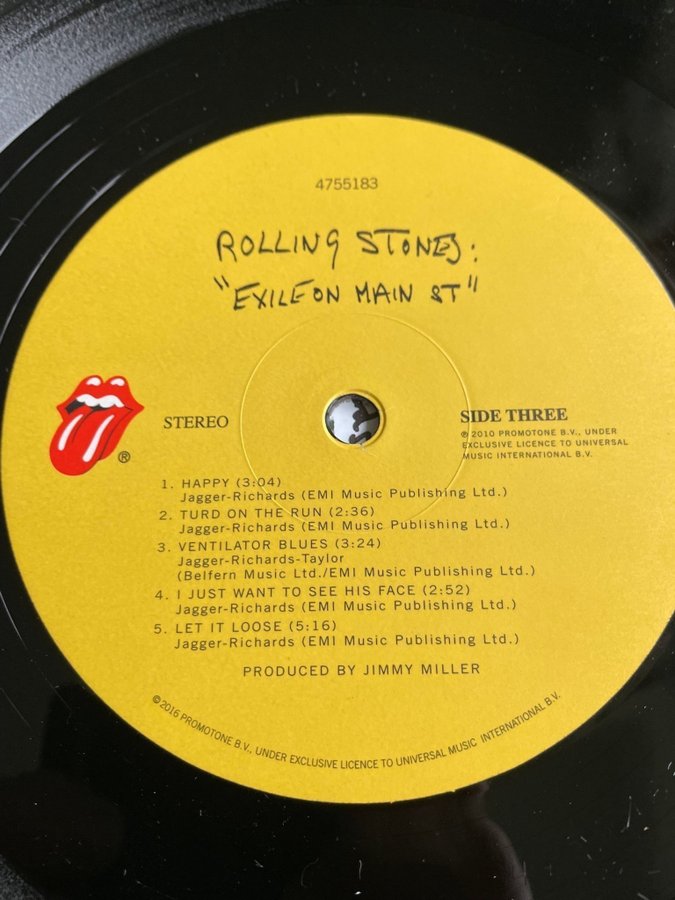 4755183
ROLLING STONES:
"EXILE ON MAIN ST"
STEREO
SIDE THREE
℗ 2010 PROMOTONE B.V., UNDER
EXCLUSIVE LICENCE TO UNIVERSAL
MUSIC INTERNATIONAL B.V.
®
1. HAPPY (3:04)
Jagger-Richards (EMI Music Publishing Ltd.)
2. TURD ON THE RUN (2:36)
Jagger-Richards (EMI Music Publishing Ltd.)
3. VENTILATOR BLUES (3:24)
Jagger-Richards-Taylor
(Belfern Music Ltd./EMI Music Publishing Ltd.)
4. I JUST WANT TO SEE HIS FACE (2:52)
Jagger-Richards (EMI Music Publishing Ltd.)
5. LET IT LOOSE (5:16)
Jagger-Richards (EMI Music Publishing Ltd.)
PRODUCED BY JIMMY MILLER
© 2016 PROMOTONE B.V., UNDER EXCLUSIVE LICENCE TO UNIVERSAL MUSIC INTERNATIONAL B.V.